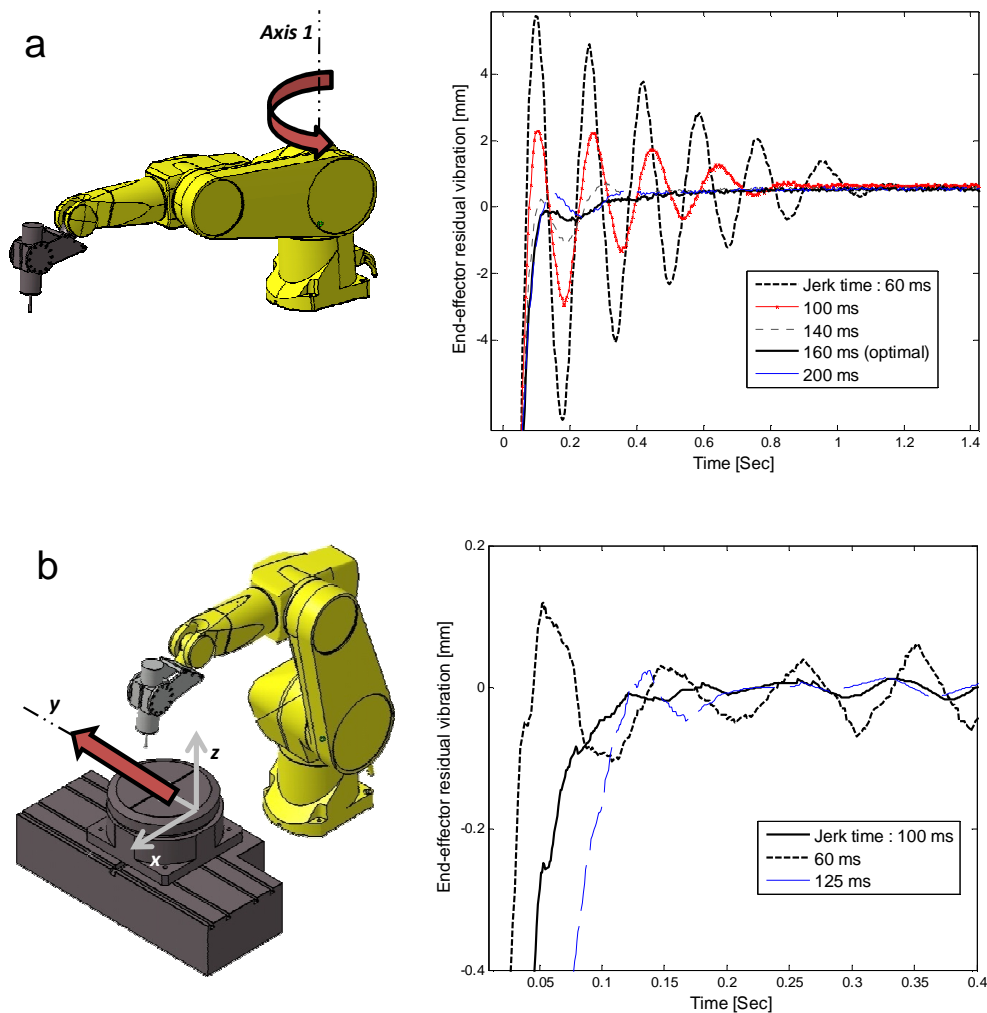 a
Axis 1
End-effector residual vibration [mm]
4
2
0
-2
-4
Jerk time : 60 ms
100 ms
140 ms
160 ms (optimal)
200 ms
0 0.2 0.4 0.6 0.8 1 1.2 1.4
Time [Sec]
b
y
z
x
End-effector residual vibration [mm]
0.2
0
-0.2
-0.4
Jerk time : 100 ms
60 ms
125 ms
0.05 0.1 0.15 0.2 0.25 0.3 0.35 0.4
Time [Sec]